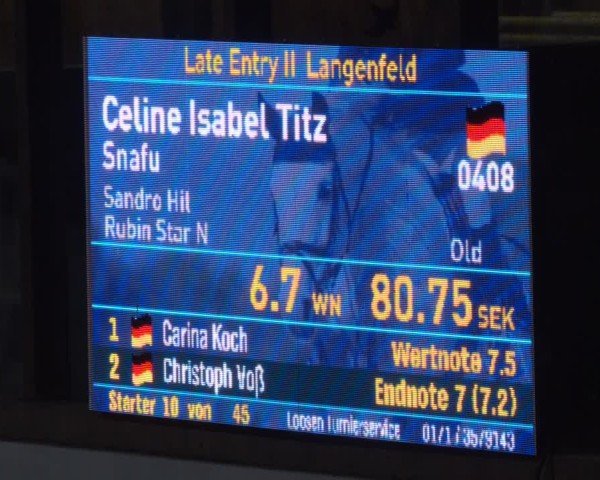 Late Entry II Langenfeld
Celine Isabel Titz
Snafu
0408
Sandro Hit
Rubin Star N
Old
6.7 WN 80.75 SEK
1 Carina Koch
Wertnote 7.5
2 Christoph Voß
Endnote 7 (7.2)
Starter 10 von 45
Loosen Turnierservice